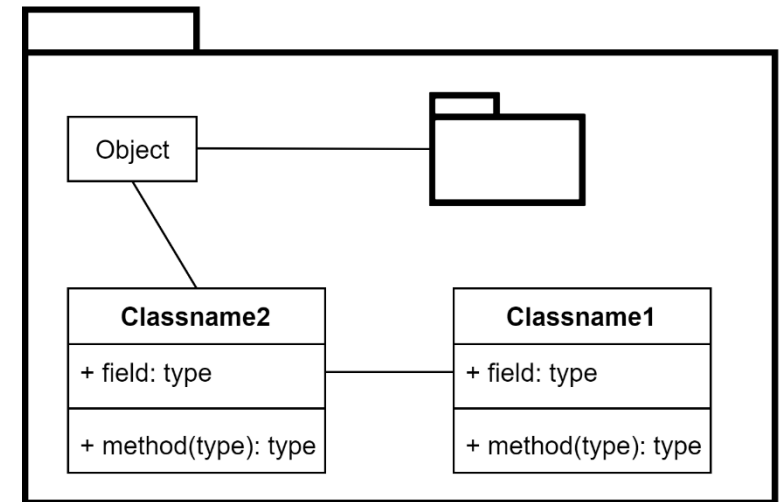 Object
Classname2
+ field: type
+ method(type): type
Classname1
+ field: type
+ method(type): type